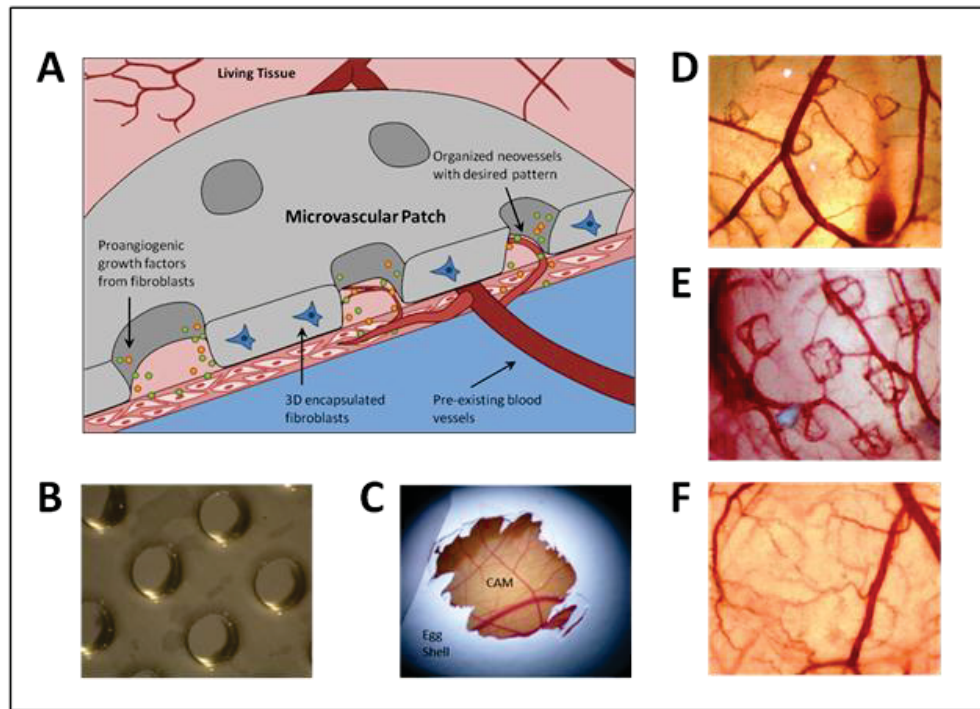 A
Living Tissue
Organized neovessels
with desired pattern
Microvascular Patch
Proangiogenic
growth factors
from fibroblasts
3D encapsulated
fibroblasts
Pre-existing blood
vessels
B
C
CAM
Egg
Shell
D
E
F